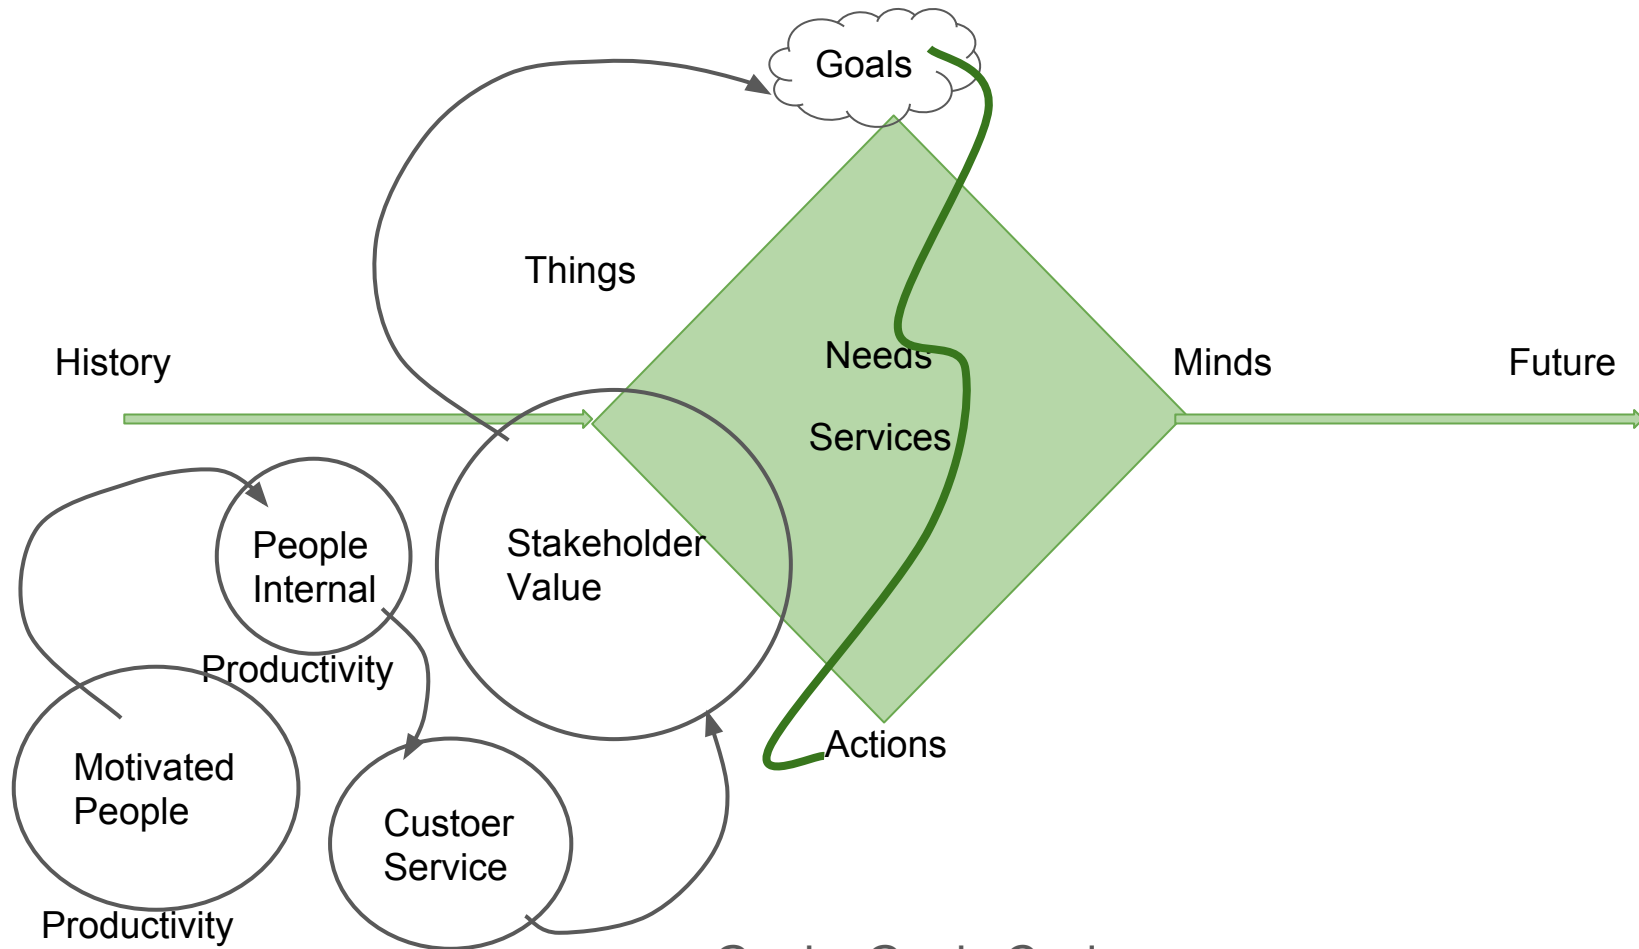 Goals
Things
History
Needs
Minds
Future
Services
People
Internal
Stakeholder
Value
Productivity
Motivated
People
Actions
Custoer
Service
Productivity